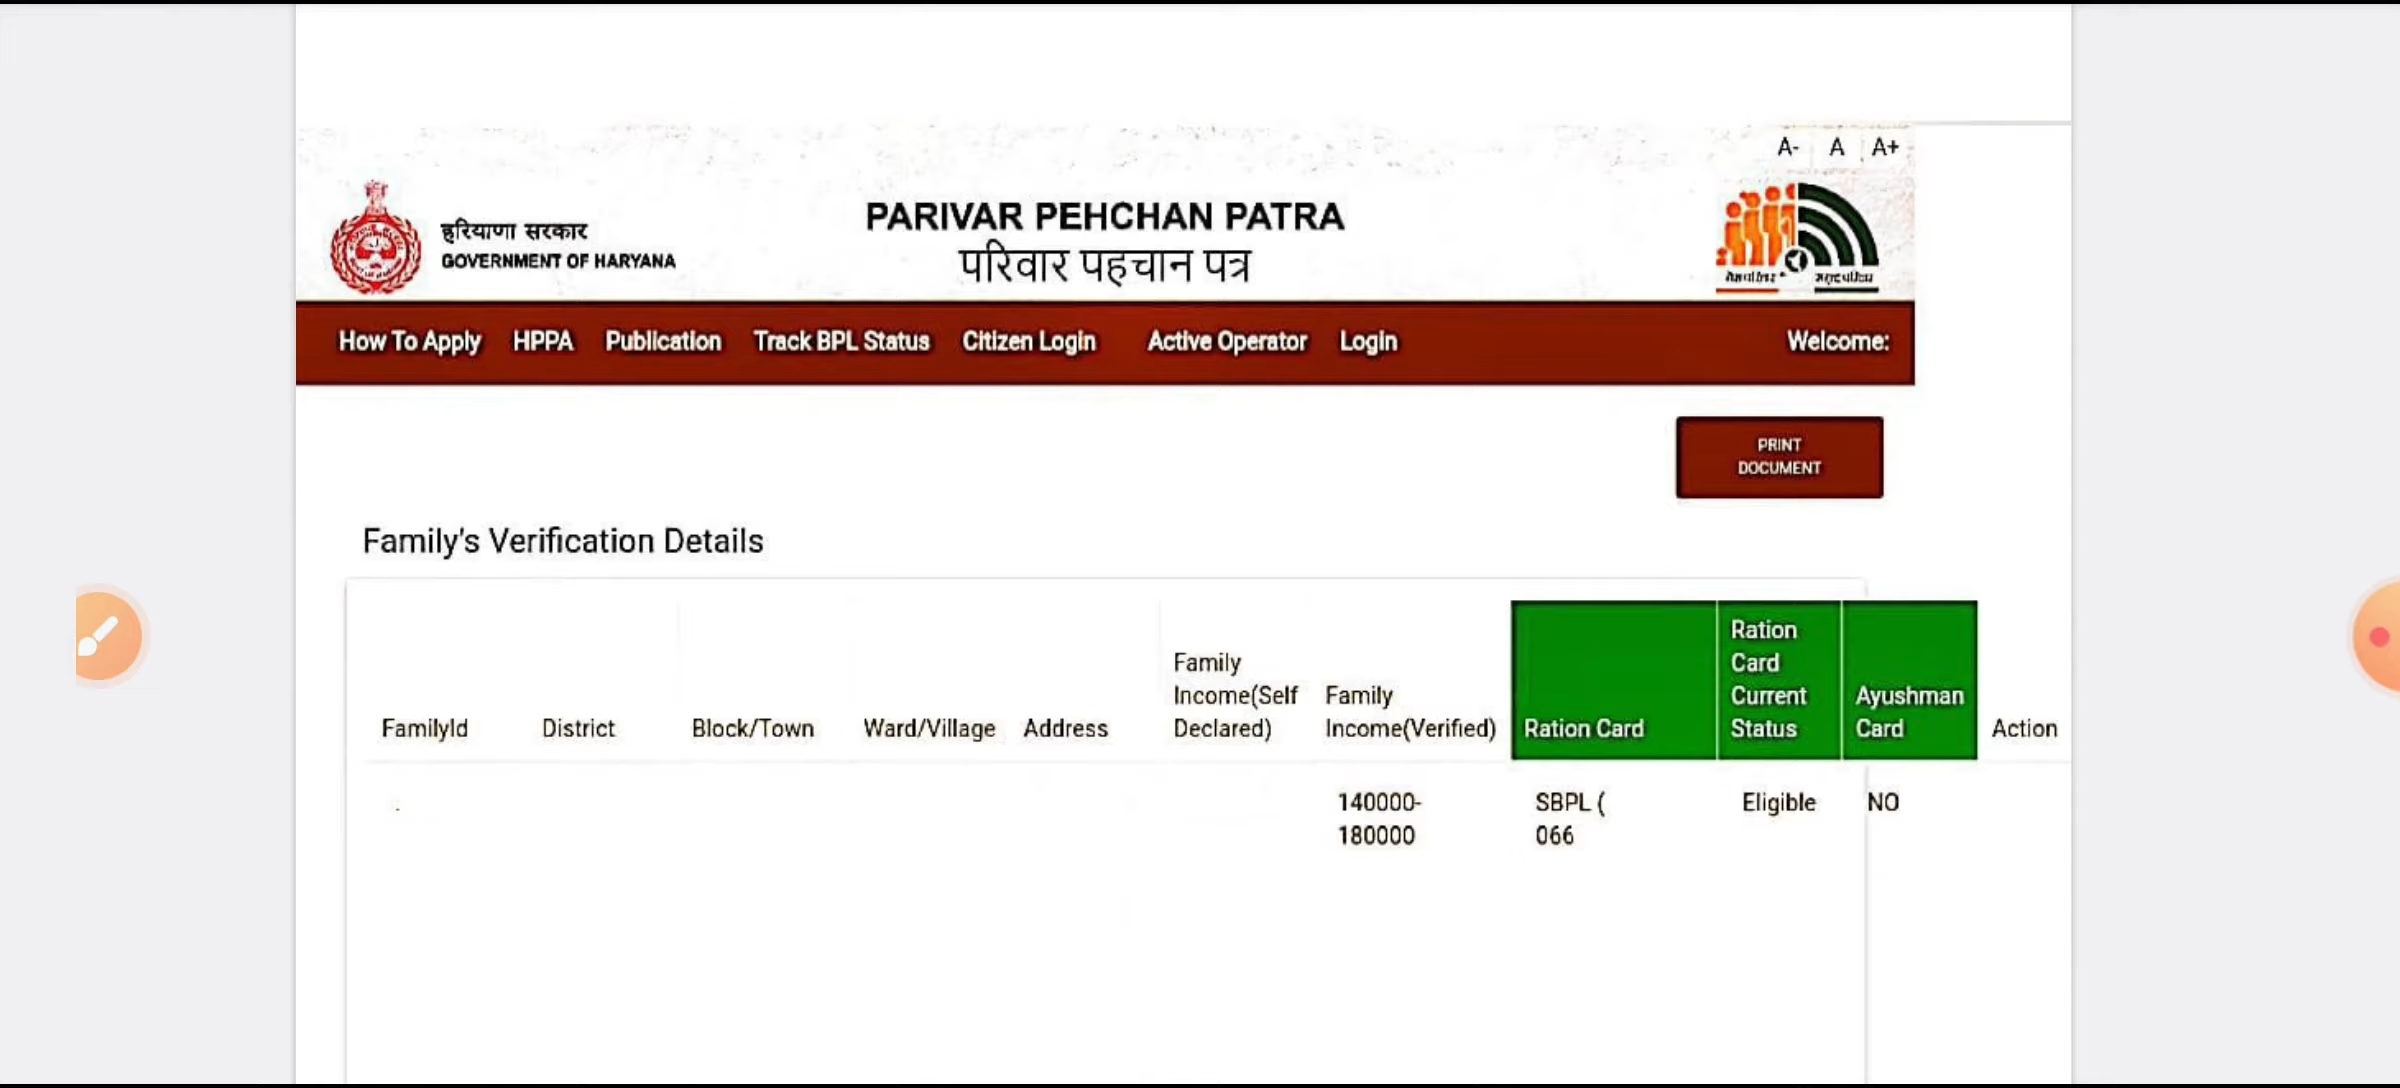 A- A A+
हरियाणा सरकार
GOVERNMENT OF HARYANA
PARIVAR PEHCHAN PATRA
परिवार पहचान पत्र
How To Apply HPPA Publication Track BPL Status Citizen Login Active Operator Login Welcome:
PRINT
DOCUMENT
Family's Verification Details
FamilyId
District
Block/Town
Ward/Village
Address
Family
Income(Self
Declared)
Family
Income(Verified)
Ration Card
Ration
Card
Current
Status
Ayushman
Card
Action
140000-
180000
SBPL (
066
Eligible
NO